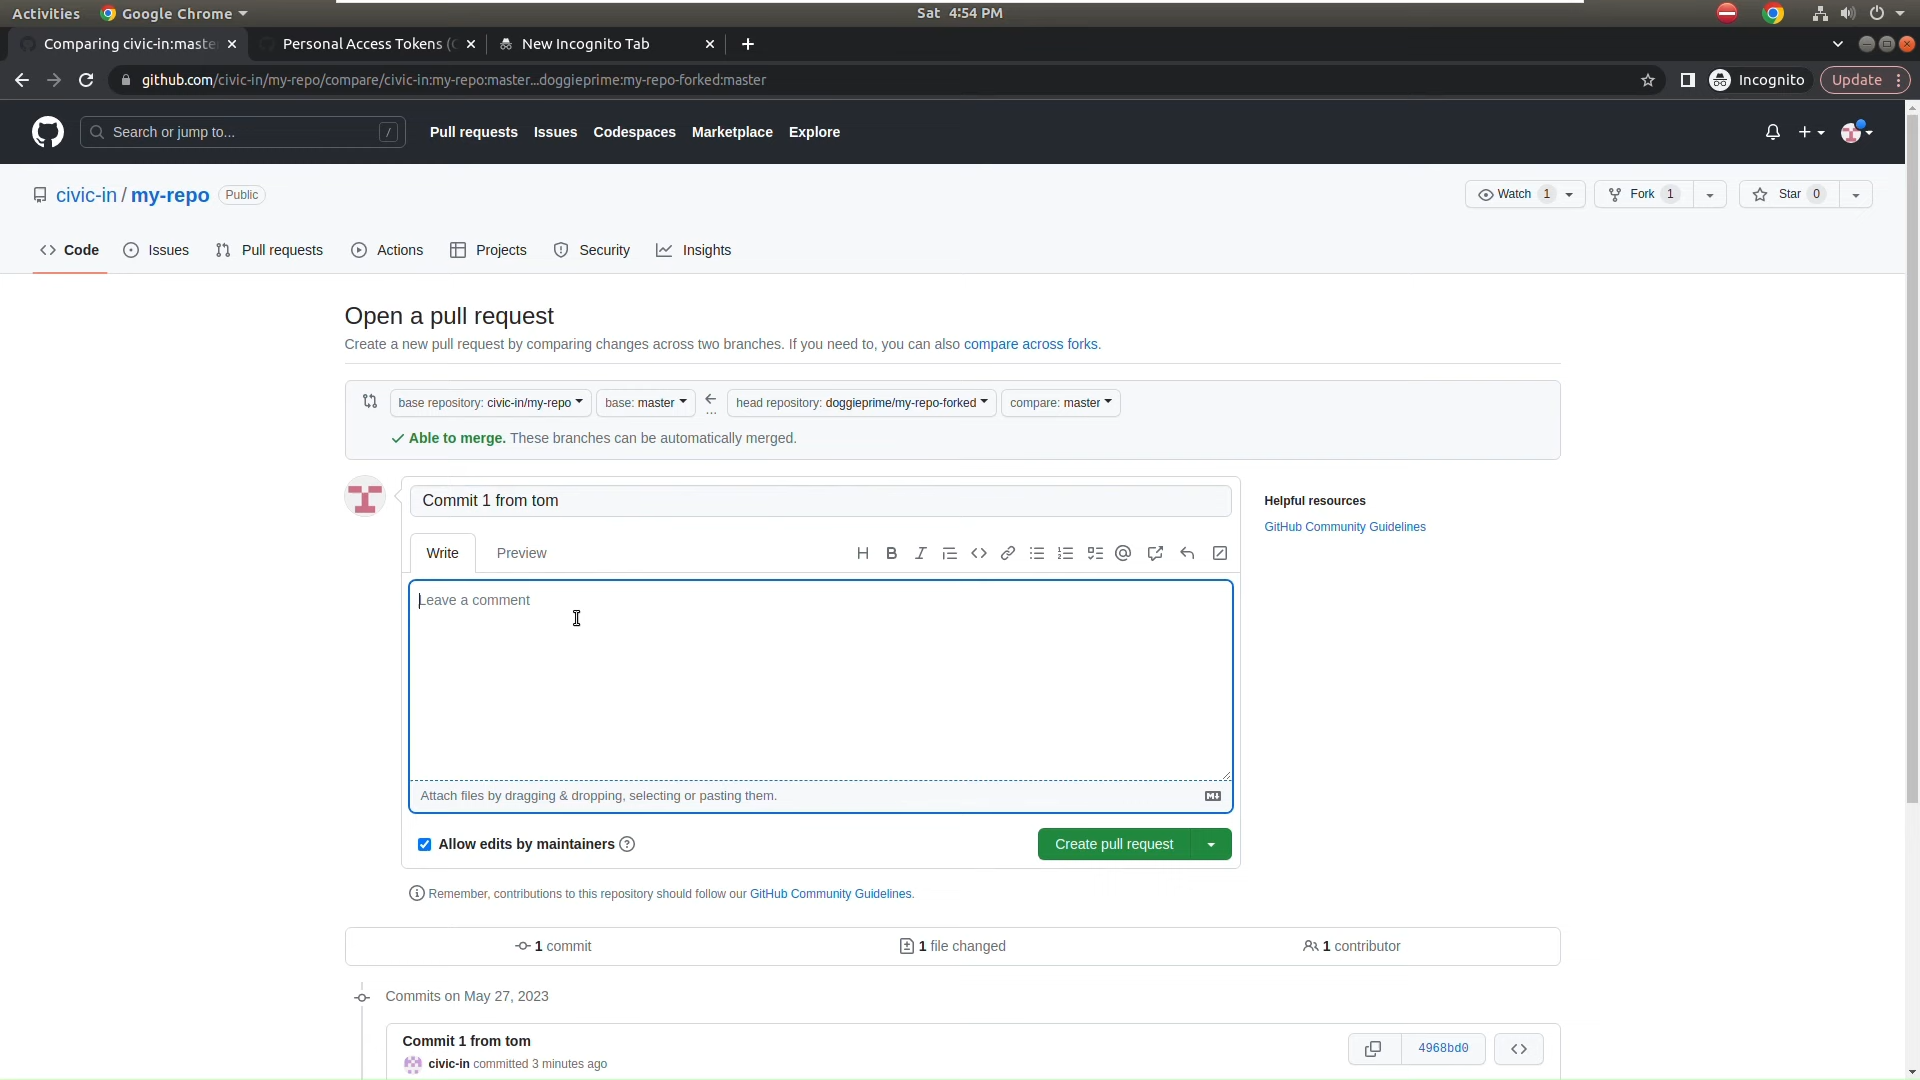 Activities Google Chrome Sat 4:54 PM
Comparing civic-in:maste Personal Access Tokens ( New Incognito Tab
github.com/civic-in/my-repo/compare/civic-in:my-repo:master...doggieprime:my-repo-forked:master Incognito Update
Search or jump to... / Pull requests Issues Codespaces Marketplace Explore
civic-in / my-repo Public Watch 1 Fork 1 Star 0
Code Issues Pull requests Actions Projects Security Insights
Open a pull request
Create a new pull request by comparing changes across two branches. If you need to, you can also compare across forks.
base repository: civic-in/my-repo base: master ... head repository: doggieprime/my-repo-forked compare: master
Able to merge. These branches can be automatically merged.
Commit 1 from tom
Helpful resources
GitHub Community Guidelines
Write Preview
Leave a comment
Attach files by dragging & dropping, selecting or pasting them.
Allow edits by maintainers Create pull request
Remember, contributions to this repository should follow our GitHub Community Guidelines.
1 commit 1 file changed 1 contributor
Commits on May 27, 2023
Commit 1 from tom 4968bd0
civic-in committed 3 minutes ago